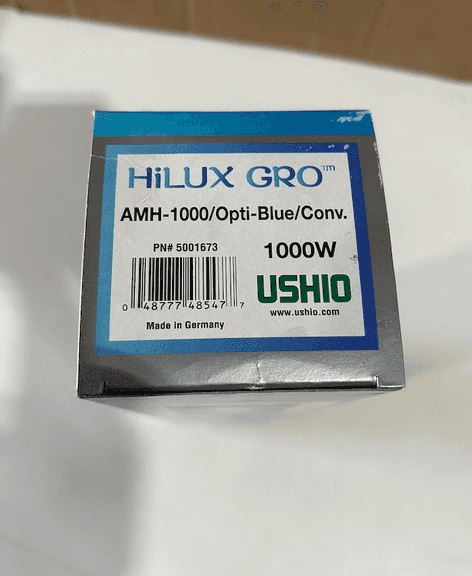 HiLUX GRO™
AMH-1000/Opti-Blue/Conv.
PN# 5001673
1000W
0 48777 48547 7
USHIO
www.ushio.com
Made in Germany